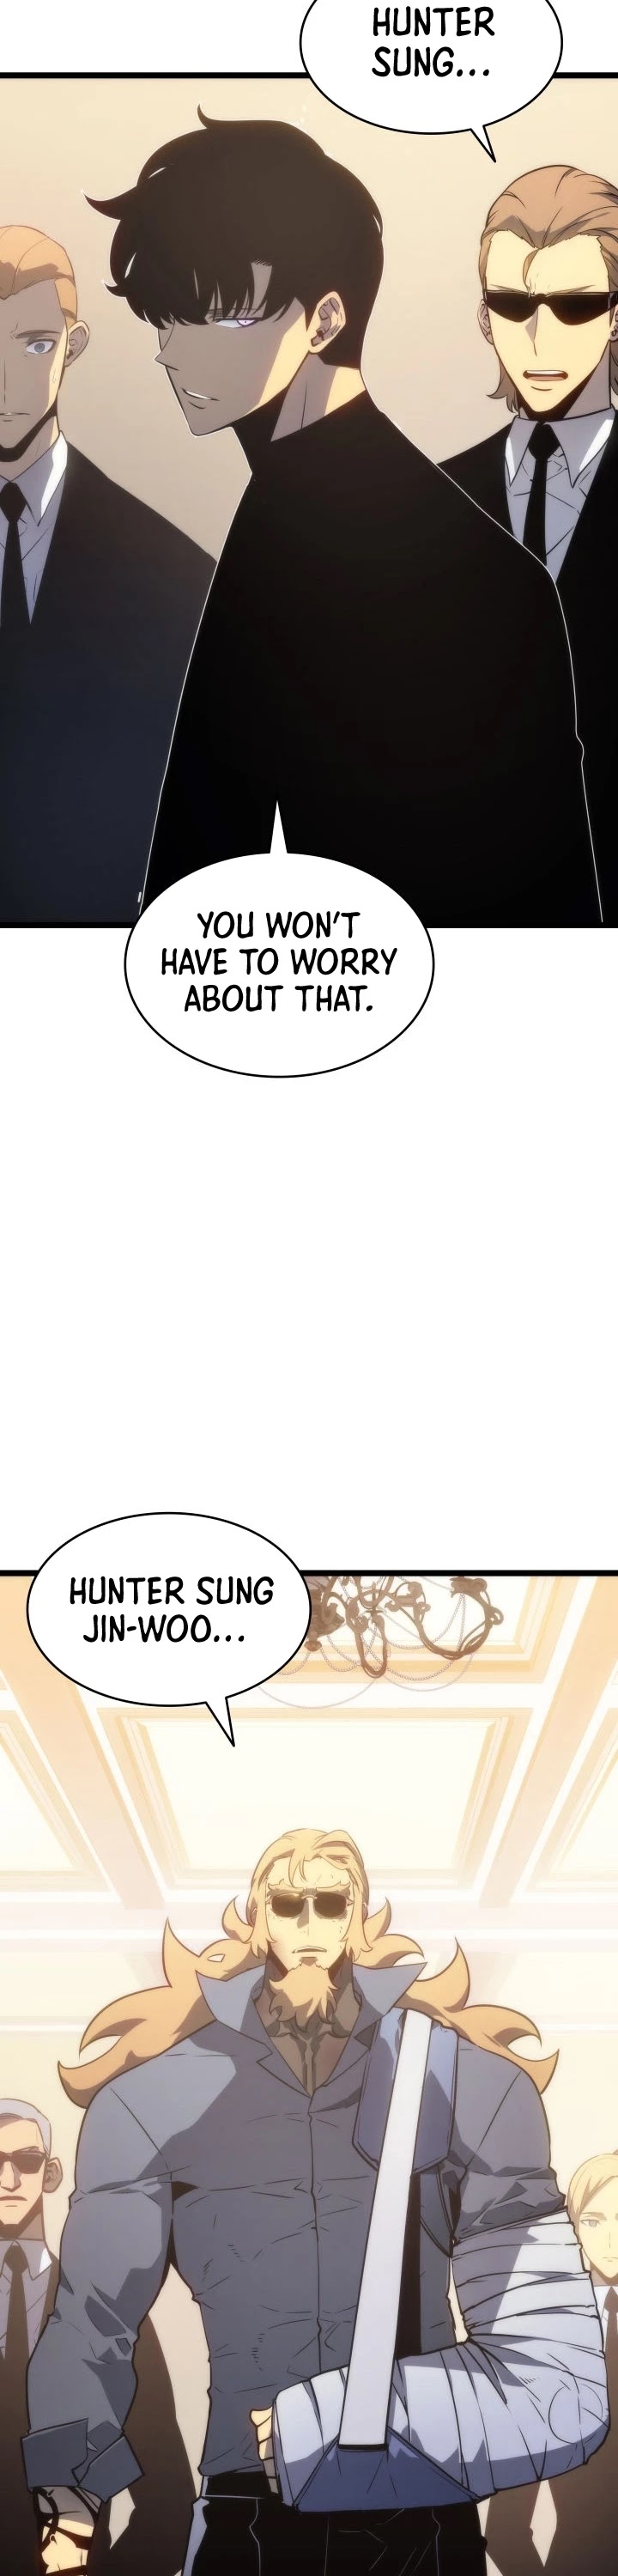 HUNTER
SUNG...
YOU WON'T
HAVE TO WORRY
ABOUT THAT.
HUNTER SUNG
JIN-WOO...